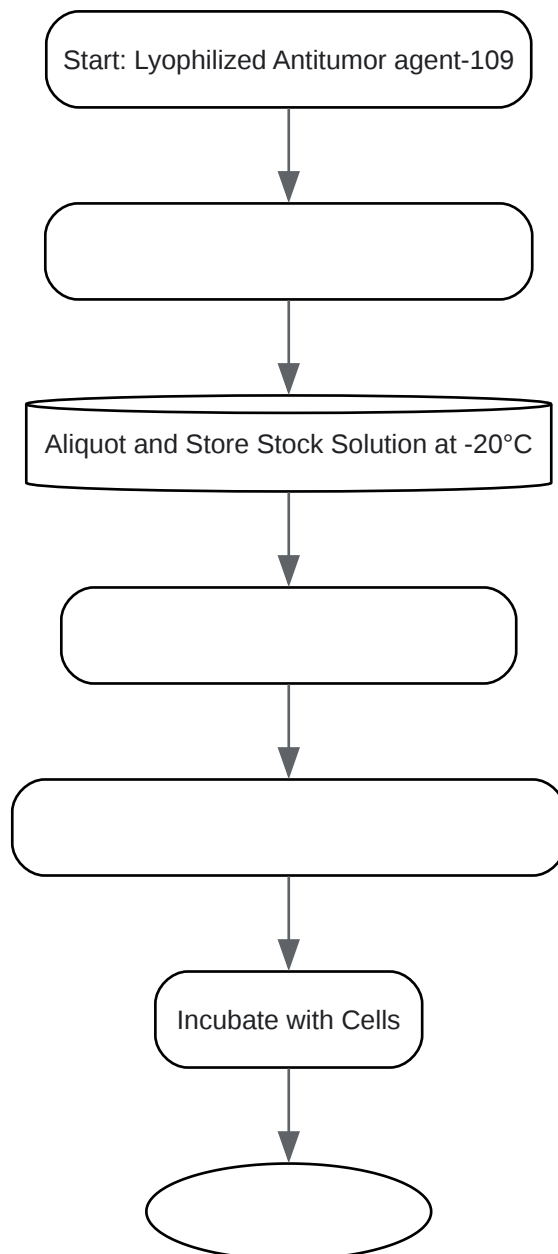 Start: Lyophilized Antitumor agent-109
Aliquot and Store Stock Solution at -20°C
Incubate with Cells